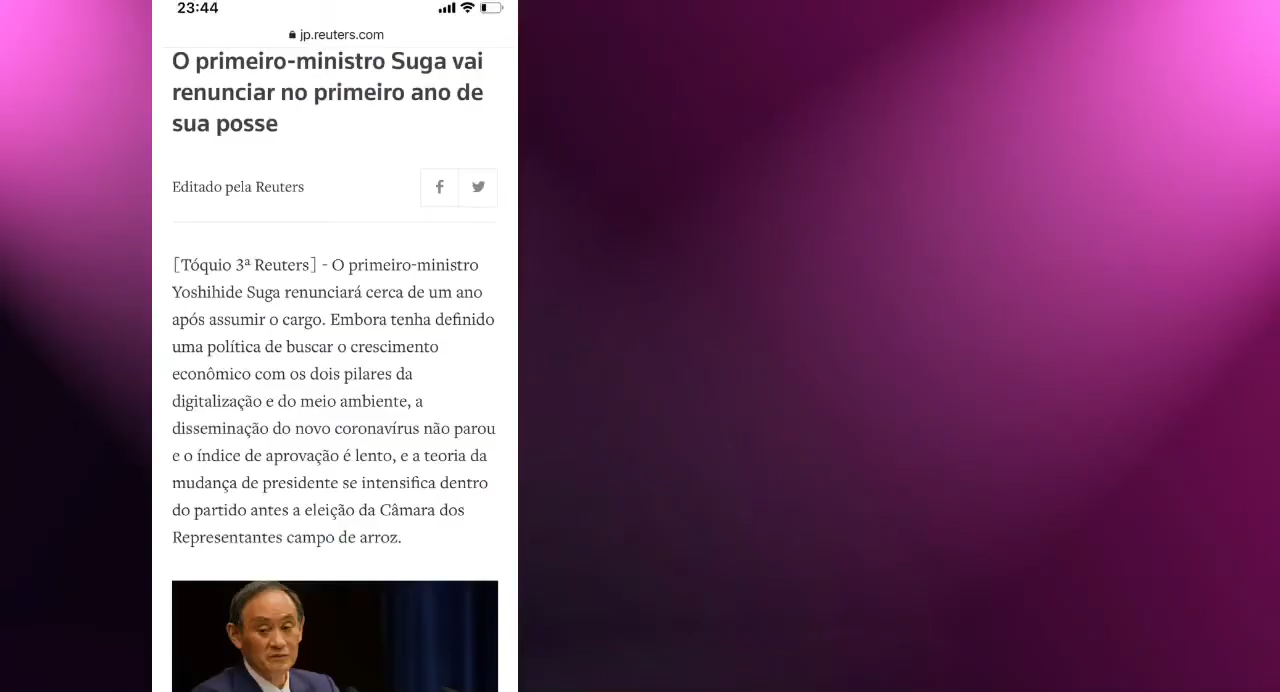 23:44
jp.reuters.com
O primeiro-ministro Suga vai
renunciar no primeiro ano de
sua posse
Editado pela Reuters
[Tóquio 3ª Reuters] - O primeiro-ministro
Yoshihide Suga renunciará cerca de um ano
após assumir o cargo. Embora tenha definido
uma política de buscar o crescimento
econômico com os dois pilares da
digitalização e do meio ambiente, a
disseminação do novo coronavírus não parou
e o índice de aprovação é lento, e a teoria da
mudança de presidente se intensifica dentro
do partido antes a eleição da Câmara dos
Representantes campo de arroz.